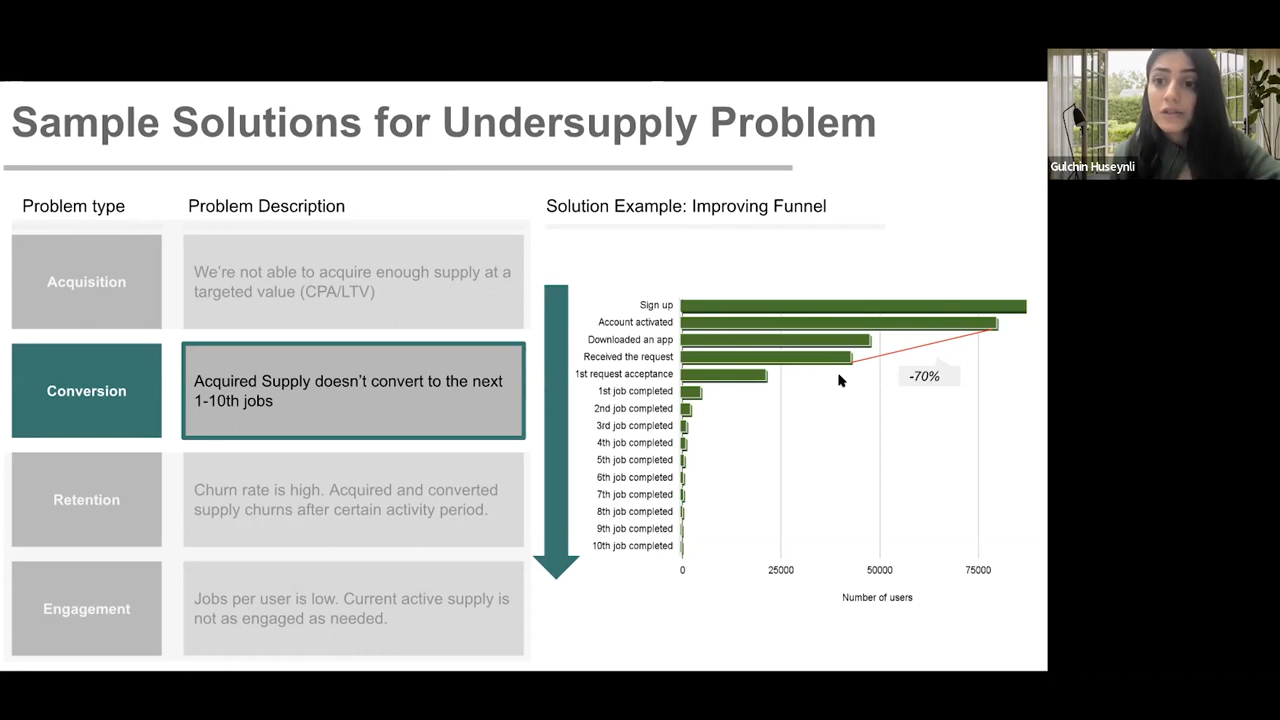 Sample Solutions for Undersupply Problem
Gulchin Huseynli
Problem type
Problem Description
Solution Example: Improving Funnel
Acquisition
We're not able to acquire enough supply at a
targeted value (CPA/LTV)
Conversion
Acquired Supply doesn't convert to the next
1-10th jobs
Retention
Churn rate is high. Acquired and converted
supply churns after certain activity period.
Engagement
Jobs per user is low. Current active supply is
not as engaged as needed.
Sign up
Account activated
Downloaded an app
Received the request
1st request acceptance
1st job completed
2nd job completed
3rd job completed
4th job completed
5th job completed
6th job completed
7th job completed
8th job completed
9th job completed
10th job completed
-70%
0 25000 50000 75000
Number of users